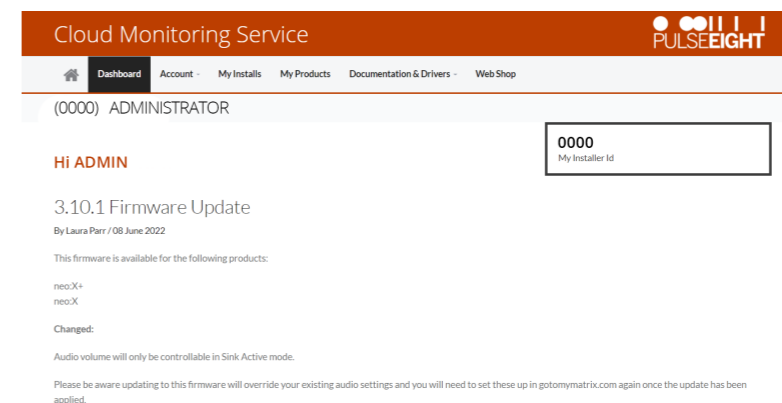 Cloud Monitoring Service
PULSEEIGHT
Dashboard Account - My Installs My Products Documentation & Drivers - Web Shop
(0000) ADMINISTRATOR
0000
My Installer Id
Hi ADMIN
3.10.1 Firmware Update
By Laura Parr / 08 June 2022
This firmware is available for the following products:
neo:X+
neo:X
Changed:
Audio volume will only be controllable in Sink Active mode.
Please be aware updating to this firmware will override your existing audio settings and you will need to set these up in gotomymatrix.com again once the update has been
applied.